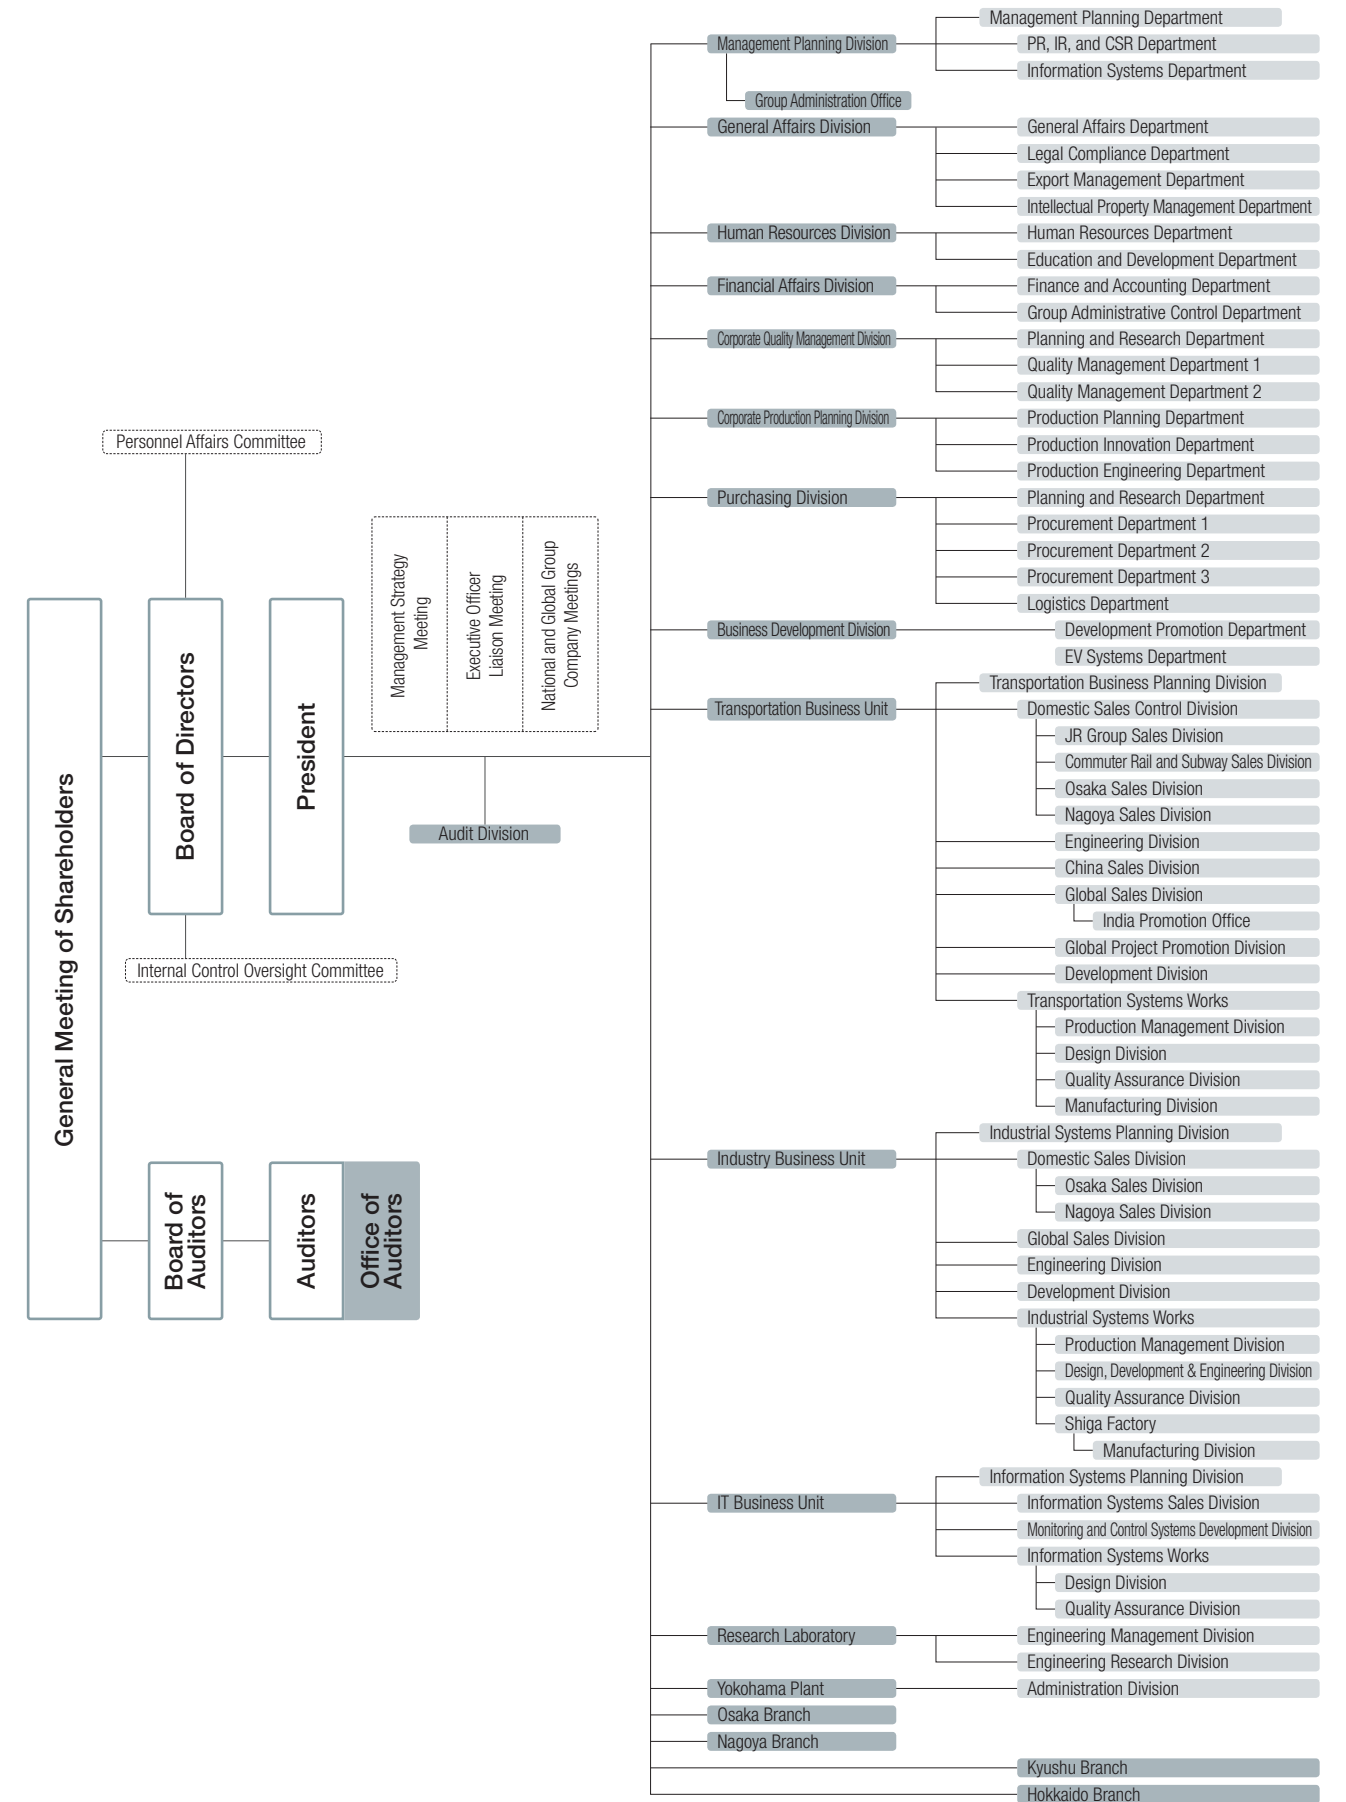 General Meeting of Shareholders
Personnel Affairs Committee
Board of Directors
Internal Control Oversight Committee
President
Board of
Auditors
Auditors
Office of
Auditors
Management Strategy
Meeting
Executive Officer
Liaison Meeting
National and Global Group
Company Meetings
Audit Division
Management Planning Division
Management Planning Department
PR, IR, and CSR Department
Information Systems Department
Group Administration Office
General Affairs Division
General Affairs Department
Legal Compliance Department
Export Management Department
Intellectual Property Management Department
Human Resources Division
Human Resources Department
Education and Development Department
Financial Affairs Division
Finance and Accounting Department
Group Administrative Control Department
Corporate Quality Management Division
Planning and Research Department
Quality Management Department 1
Quality Management Department 2
Corporate Production Planning Division
Production Planning Department
Production Innovation Department
Production Engineering Department
Purchasing Division
Planning and Research Department
Procurement Department 1
Procurement Department 2
Procurement Department 3
Logistics Department
Business Development Division
Development Promotion Department
EV Systems Department
Transportation Business Unit
Transportation Business Planning Division
Domestic Sales Control Division
JR Group Sales Division
Commuter Rail and Subway Sales Division
Osaka Sales Division
Nagoya Sales Division
Engineering Division
China Sales Division
Global Sales Division
India Promotion Office
Global Project Promotion Division
Development Division
Transportation Systems Works
Production Management Division
Design Division
Quality Assurance Division
Manufacturing Division
Industry Business Unit
Industrial Systems Planning Division
Domestic Sales Division
Osaka Sales Division
Nagoya Sales Division
Global Sales Division
Engineering Division
Development Division
Industrial Systems Works
Production Management Division
Design, Development & Engineering Division
Quality Assurance Division
Shiga Factory
Manufacturing Division
IT Business Unit
Information Systems Planning Division
Information Systems Sales Division
Monitoring and Control Systems Development Division
Information Systems Works
Design Division
Quality Assurance Division
Research Laboratory
Engineering Management Division
Engineering Research Division
Yokohama Plant
Administration Division
Osaka Branch
Nagoya Branch
Kyushu Branch
Hokkaido Branch